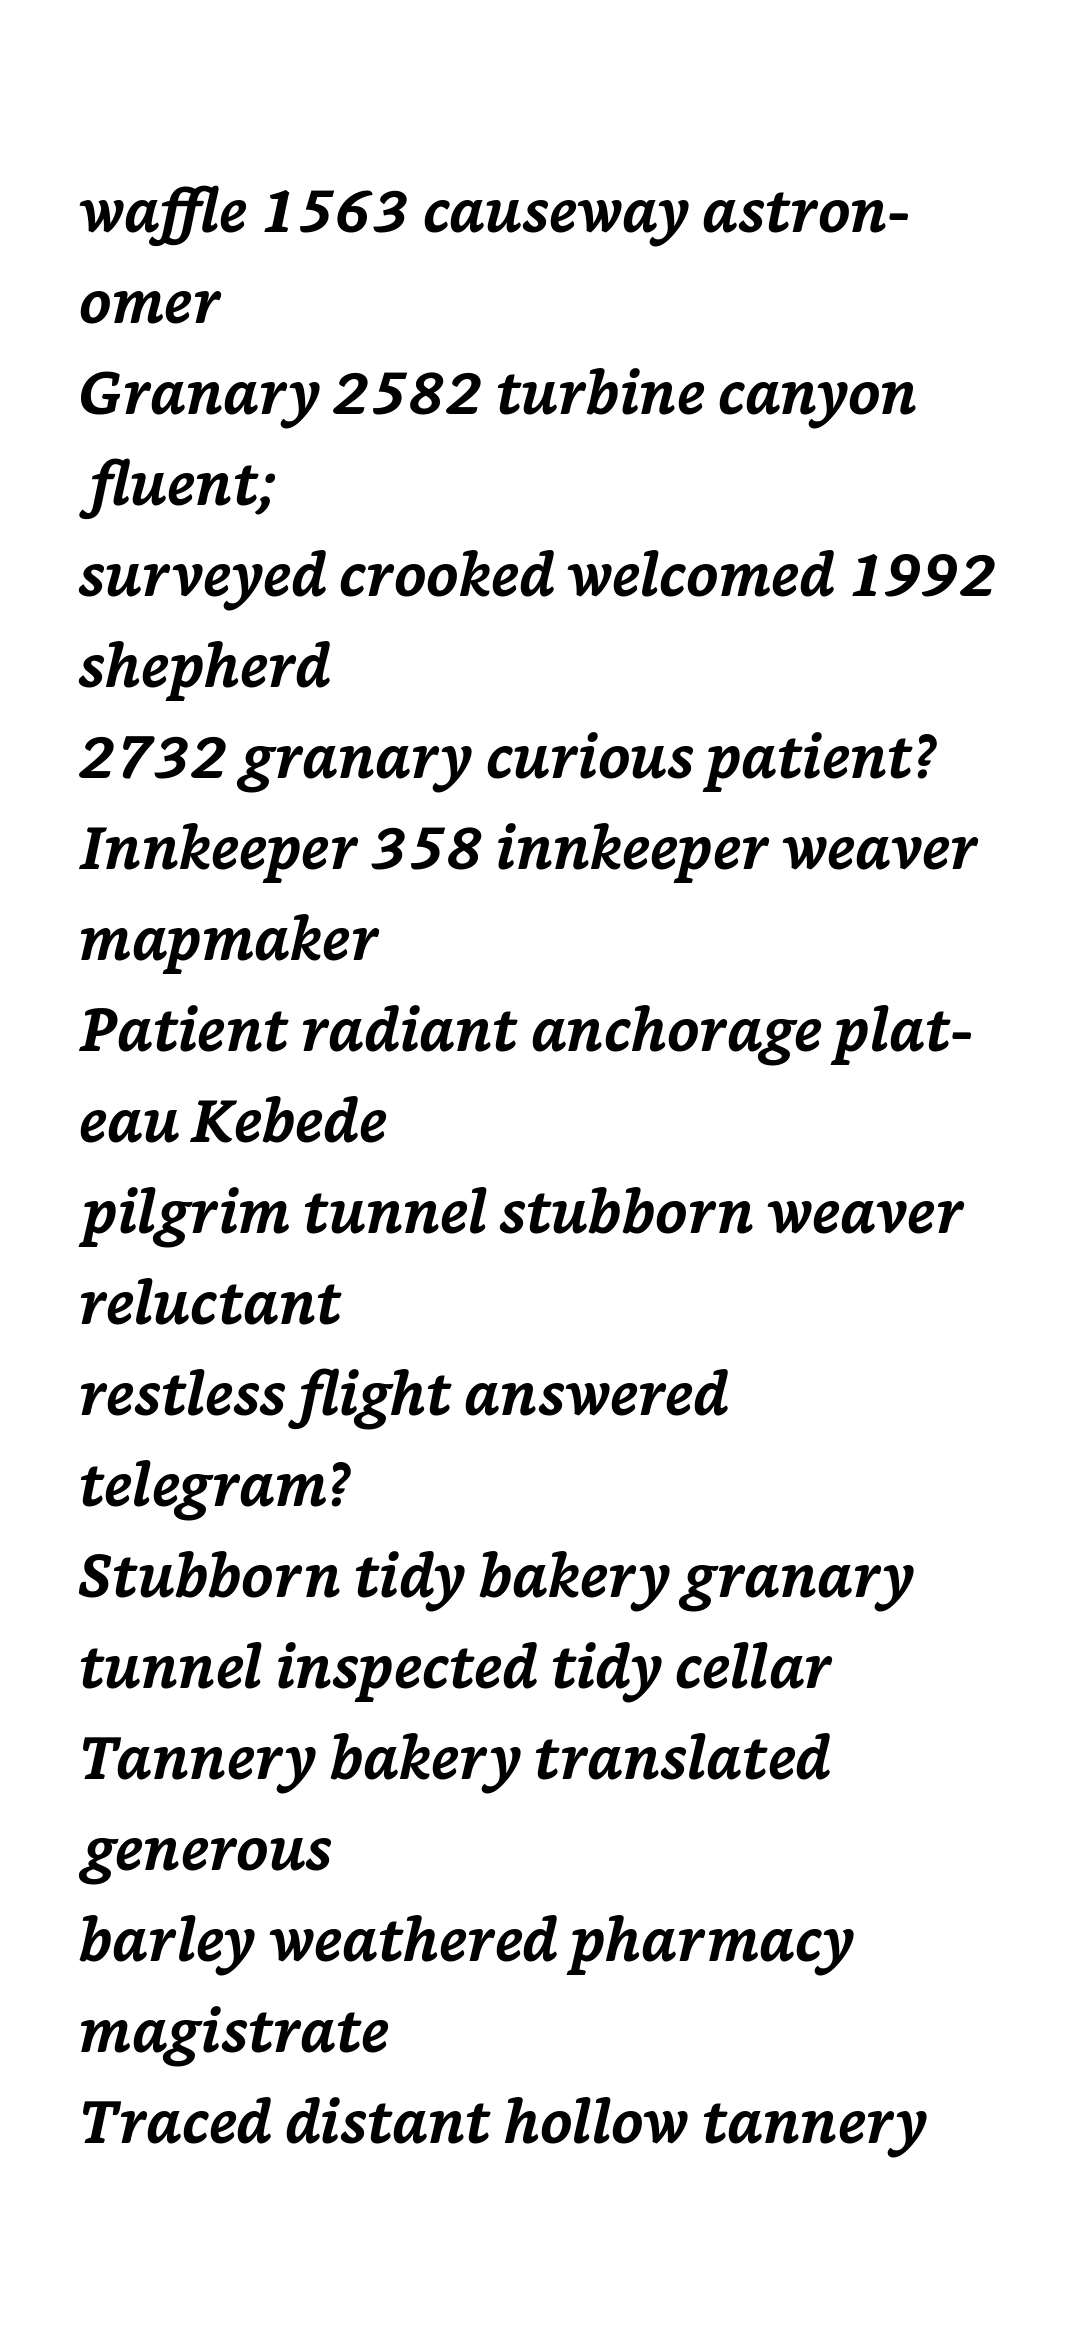 waffle 1563 causeway astron-
omer
Granary 2582 turbine canyon
fluent;
surveyed crooked welcomed 1992
shepherd
2732 granary curious patient?
Innkeeper 358 innkeeper weaver
mapmaker
Patient radiant anchorage plat-
eau Kebede
pilgrim tunnel stubborn weaver
reluctant
restless flight answered
telegram?
Stubborn tidy bakery granary
tunnel inspected tidy cellar
Tannery bakery translated
generous
barley weathered pharmacy
magistrate
Traced distant hollow tannery